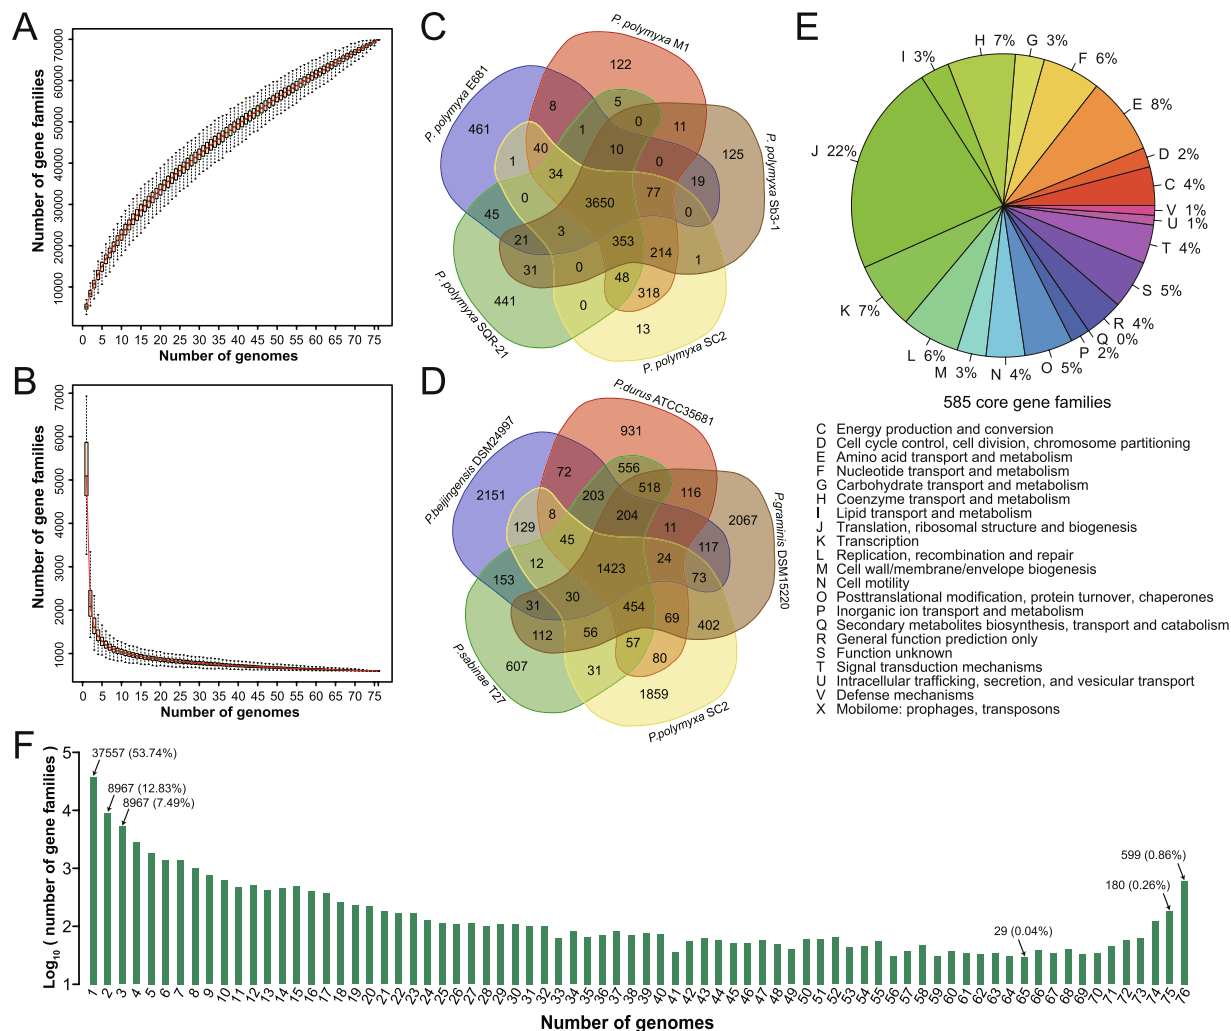 A
Number of gene families
70000
60000
50000
40000
30000
20000
10000
0 5 10 15 20 25 30 35 40 45 50 55 60 65 70 75
Number of genomes
B
Number of gene families
7000
6000
5000
4000
3000
2000
1000
0 5 10 15 20 25 30 35 40 45 50 55 60 65 70 75
Number of genomes
C
P. polymyxa M1
P. polymyxa E681
P. polymyxa Sb3-1
P. polymyxa SQR-21
P. polymyxa SC2
122
8
5
0
11
461
1
10
0
125
40
1
34
77
19
0
3650
0
45
21
3
353
214
1
31
0
48
318
441
0
13
D
P.durus ATCC35681
P.beijingensis DSM24997
P.graminis DSM15220
P.sabinae T27
P.polymyxa SC2
931
72
556
518
116
2151
203
204
11
2067
129
8
45
24
117
12
1423
73
153
31
30
454
69
402
112
56
57
80
607
31
1859
E
H 7%
G 3%
F 6%
I 3%
E 8%
J 22%
D 2%
C 4%
V 1%
U 1%
T 4%
S 5%
R 4%
Q 0%
P 2%
O 5%
N 4%
M 3%
L 6%
K 7%
585 core gene families
C Energy production and conversion
D Cell cycle control, cell division, chromosome partitioning
E Amino acid transport and metabolism
F Nucleotide transport and metabolism
G Carbohydrate transport and metabolism
H Coenzyme transport and metabolism
I Lipid transport and metabolism
J Translation, ribosomal structure and biogenesis
K Transcription
L Replication, recombination and repair
M Cell wall/membrane/envelope biogenesis
N Cell motility
O Posttranslational modification, protein turnover, chaperones
P Inorganic ion transport and metabolism
Q Secondary metabolites biosynthesis, transport and catabolism
R General function prediction only
S Function unknown
T Signal transduction mechanisms
U Intracellular trafficking, secretion, and vesicular transport
V Defense mechanisms
X Mobilome: prophages, transposons
F
Log10 ( number of gene families )
5
4
3
2
1
37557 (53.74%)
8967 (12.83%)
8967 (7.49%)
29 (0.04%)
180 (0.26%)
599 (0.86%)
1 2 3 4 5 6 7 8 9 10 11 12 13 14 15 16 17 18 19 20 21 22 23 24 25 26 27 28 29 30 31 32 33 34 35 36 37 38 39 40 41 42 43 44 45 46 47 48 49 50 51 52 53 54 55 56 57 58 59 60 61 62 63 64 65 66 67 68 69 70 71 72 73 74 75 76
Number of genomes